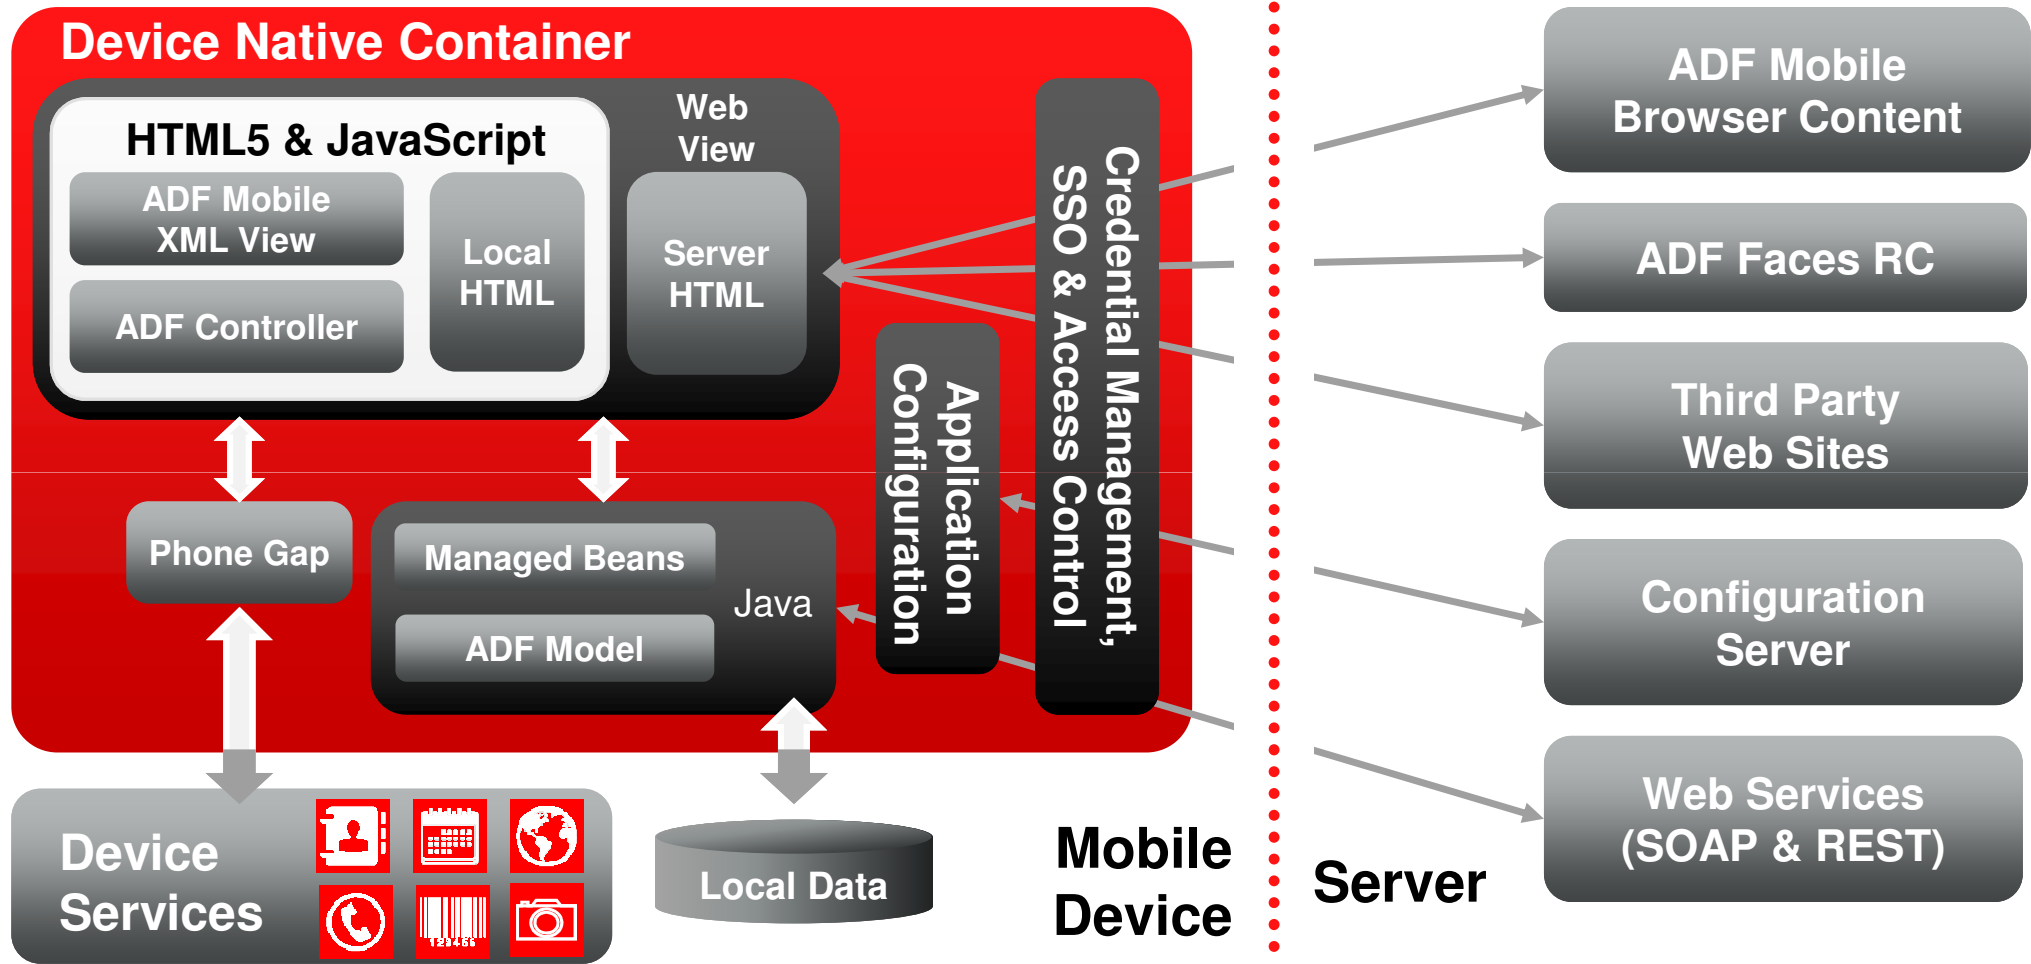 Device Native Container
Web
View
HTML5 & JavaScript
ADF Mobile
XML View
ADF Controller
Local
HTML
Server
HTML
Application
Configuration
Credential Management,
SSO & Access Control
Phone Gap
Managed Beans
ADF Model
Java
Device
Services
123456
Local Data
Mobile
Device
Server
ADF Mobile
Browser Content
ADF Faces RC
Third Party
Web Sites
Configuration
Server
Web Services
(SOAP & REST)